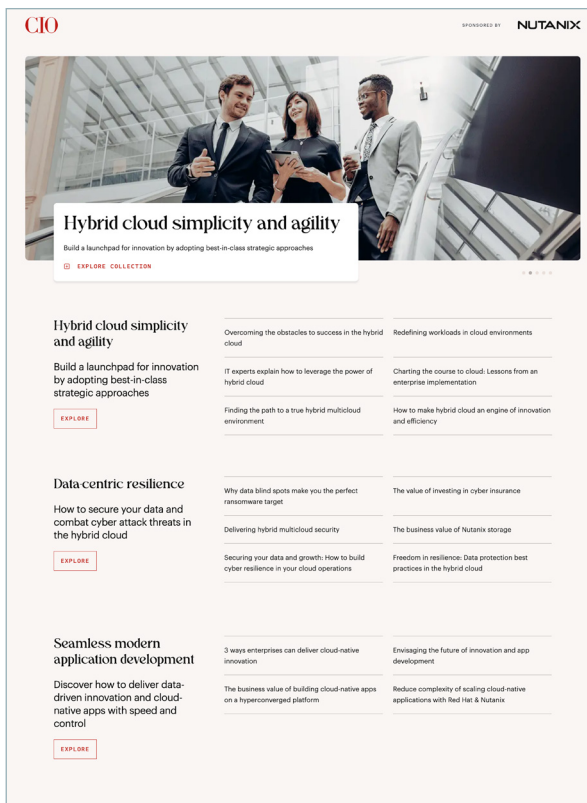 CIO
SPONSORED BY NUTANIX
Hybrid cloud simplicity and agility
Build a launchpad for innovation by adopting best-in-class strategic approaches
EXPLORE COLLECTION
Hybrid cloud simplicity
and agility
Build a launchpad for innovation
by adopting best-in-class
strategic approaches
EXPLORE
Overcoming the obstacles to success in the hybrid
cloud
Redefining workloads in cloud environments
IT experts explain how to leverage the power of
hybrid cloud
Charting the course to cloud: Lessons from an
enterprise implementation
Finding the path to a true hybrid multicloud
environment
How to make hybrid cloud an engine of innovation
and efficiency
Data-centric resilience
How to secure your data and
combat cyber attack threats in
the hybrid cloud
EXPLORE
Why data blind spots make you the perfect
ransomware target
The value of investing in cyber insurance
Delivering hybrid multicloud security
The business value of Nutanix storage
Securing your data and growth: How to build
cyber resilience in your cloud operations
Freedom in resilience: Data protection best
practices in the hybrid cloud
Seamless modern
application development
Discover how to deliver data-
driven innovation and cloud-
native apps with speed and
control
EXPLORE
3 ways enterprises can deliver cloud-native
innovation
Envisaging the future of innovation and app
development
The business value of building cloud-native apps
on a hyperconverged platform
Reduce complexity of scaling cloud-native
applications with Red Hat & Nutanix